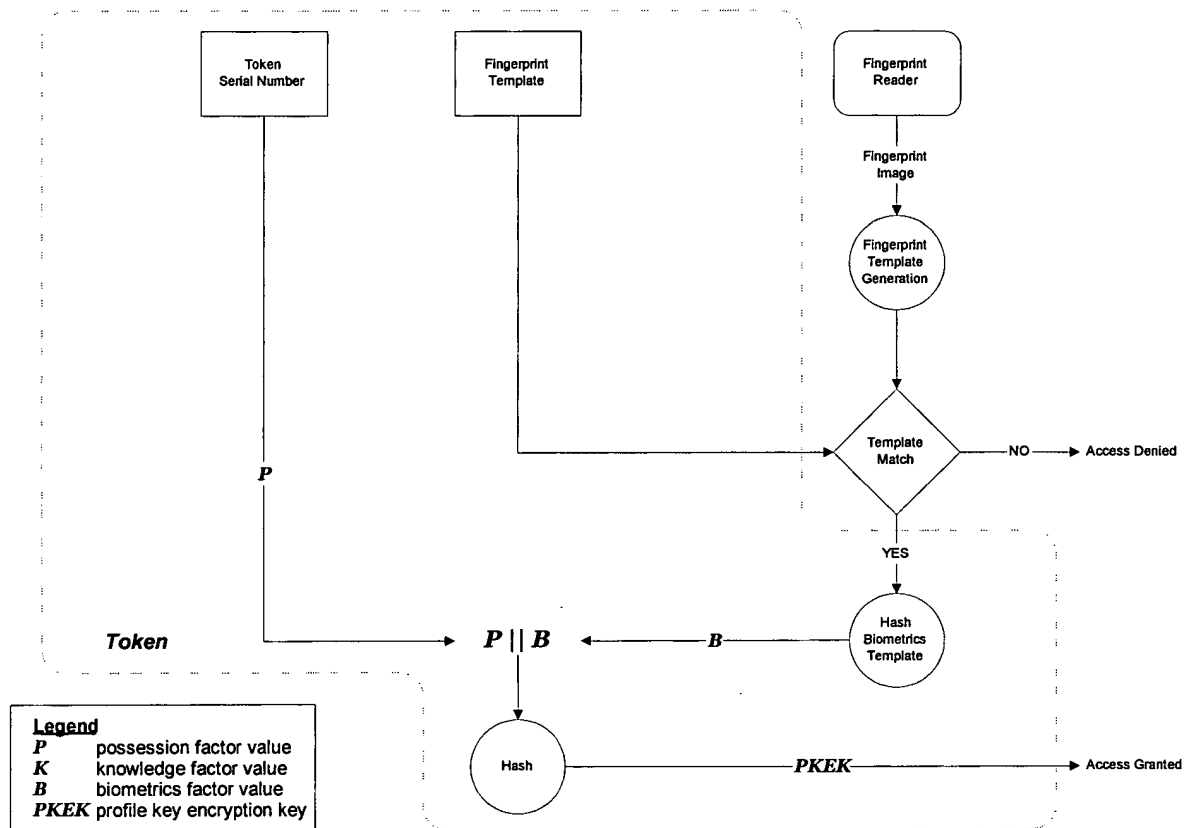 Token
Serial Number
Fingerprint
Template
Fingerprint
Reader
Fingerprint
Image
Fingerprint
Template
Generation
Template
Match
NO
Access Denied
P
YES
Hash
Biometrics
Template
Token
P || B
B
Hash
PKEK
Access Granted
Legend
P possession factor value
K knowledge factor value
B biometrics factor value
PKEK profile key encryption key